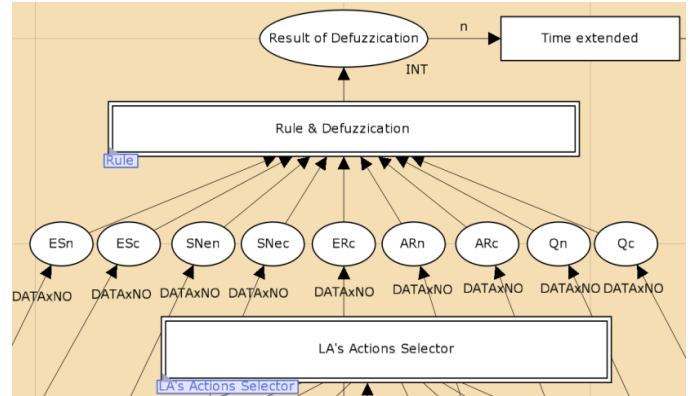 Result of Defuzzication
n
Time extended
INT
Rule & Defuzzication
Rule
ESn
ESc
SNen
SNec
ERc
ARn
ARc
Qn
Qc
DATAxNO
DATAxNO
DATAxNO
DATAxNO
DATAxNO
DATAxNO
DATAxNO
DATAxNO
DATAxNO
LA's Actions Selector
LA's Actions Selector